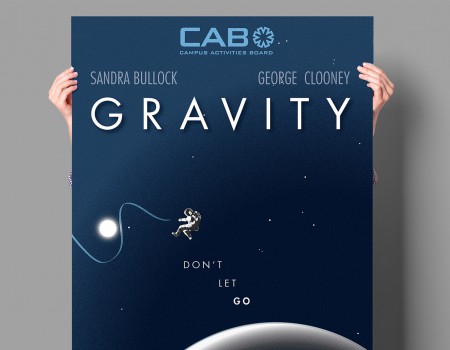 CAB
CAMPUS ACTIVITIES BOARD
SANDRA BULLOCK GEORGE CLOONEY
GRAVITY
DON'T
LET
GO